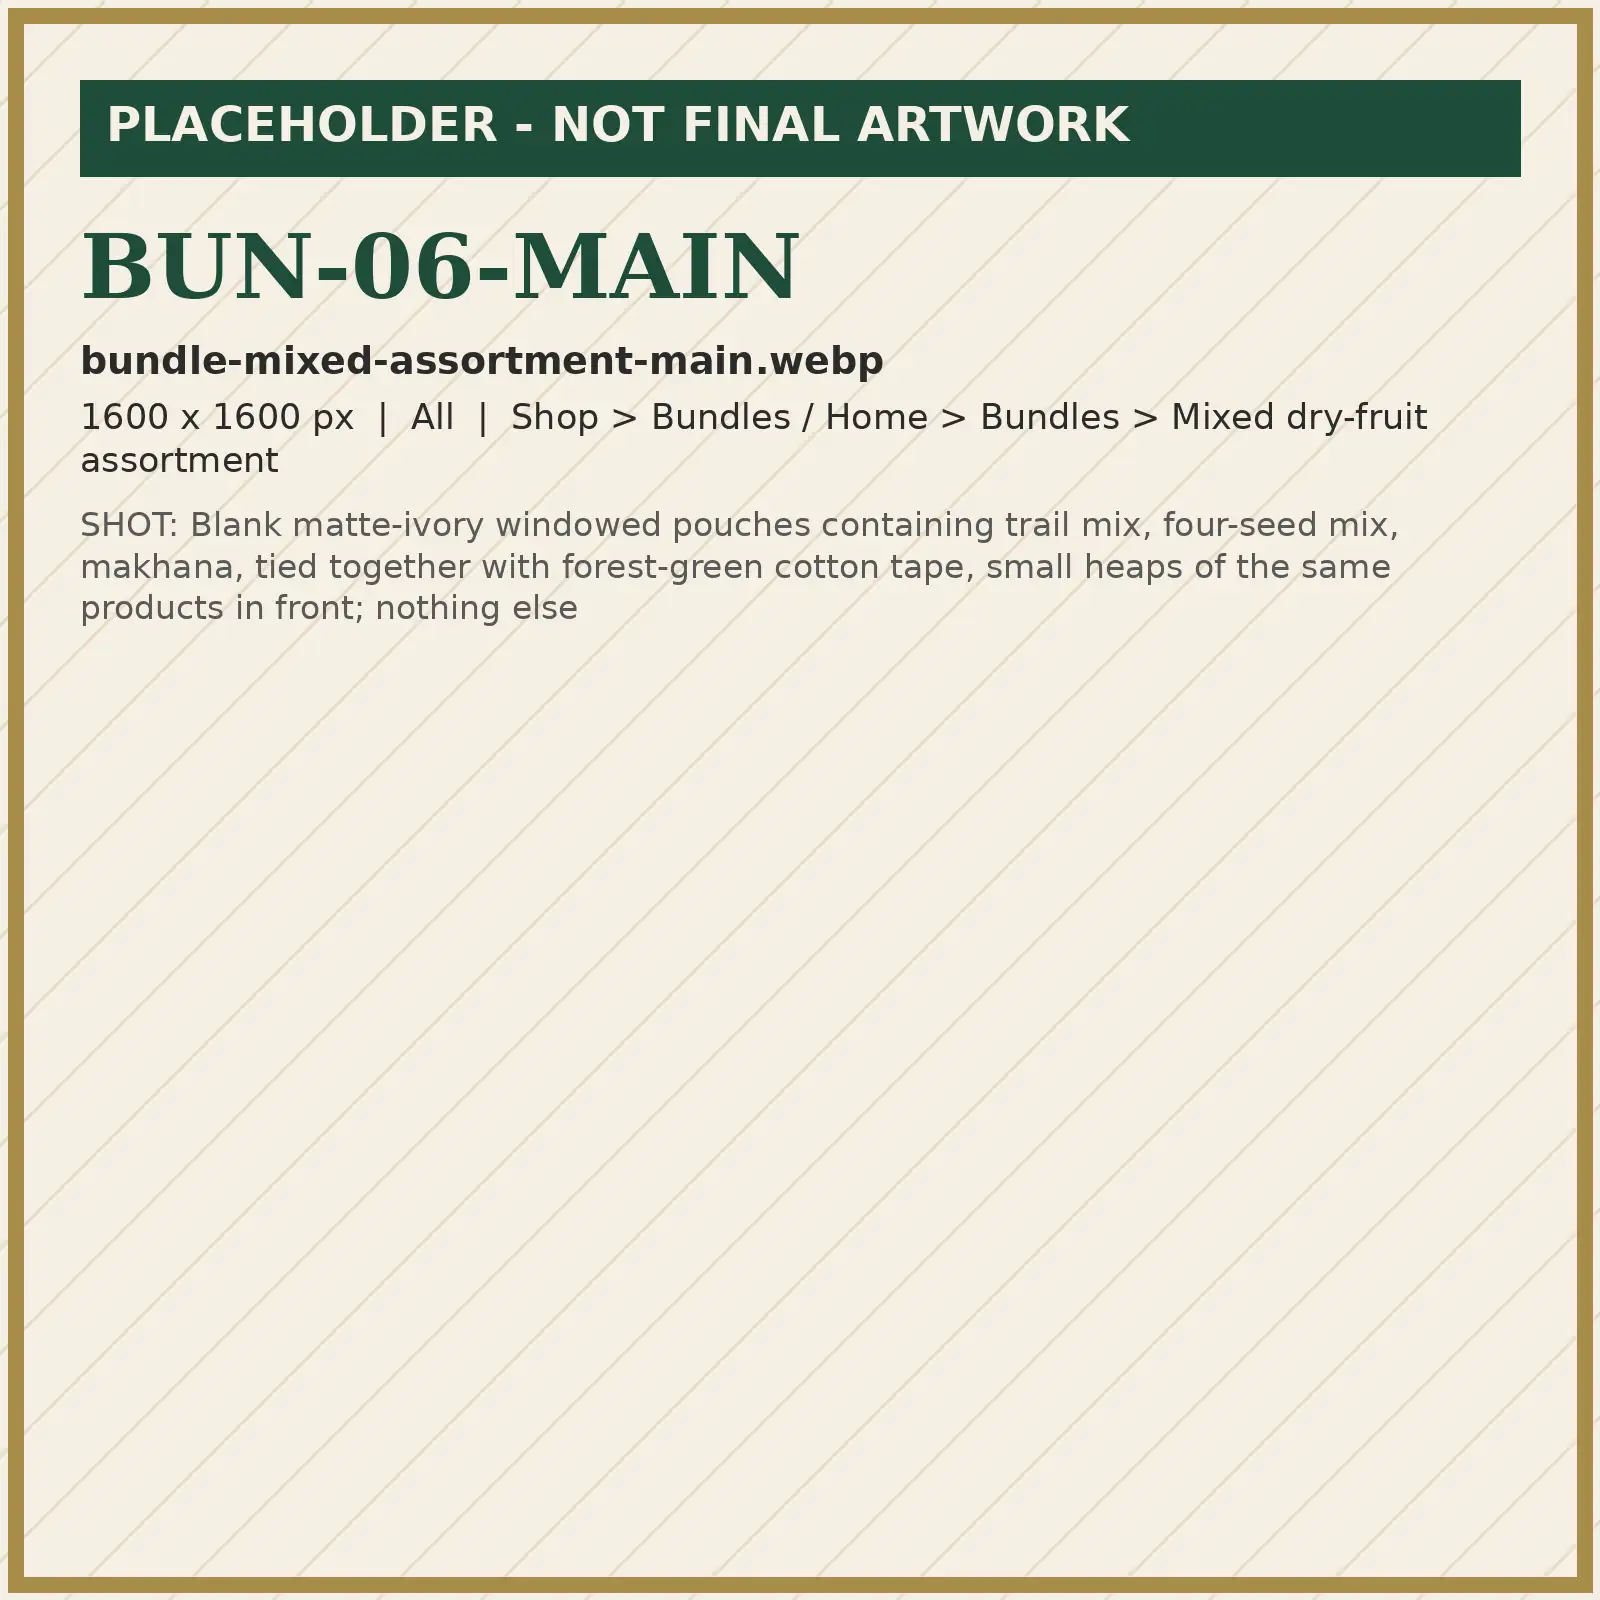 PLACEHOLDER - NOT FINAL ARTWORK
BUN-06-MAIN
bundle-mixed-assortment-main.webp
1600 x 1600 px | All | Shop > Bundles / Home > Bundles > Mixed dry-fruit
assortment
SHOT: Blank matte-ivory windowed pouches containing trail mix, four-seed mix,
makhana, tied together with forest-green cotton tape, small heaps of the same
products in front; nothing else